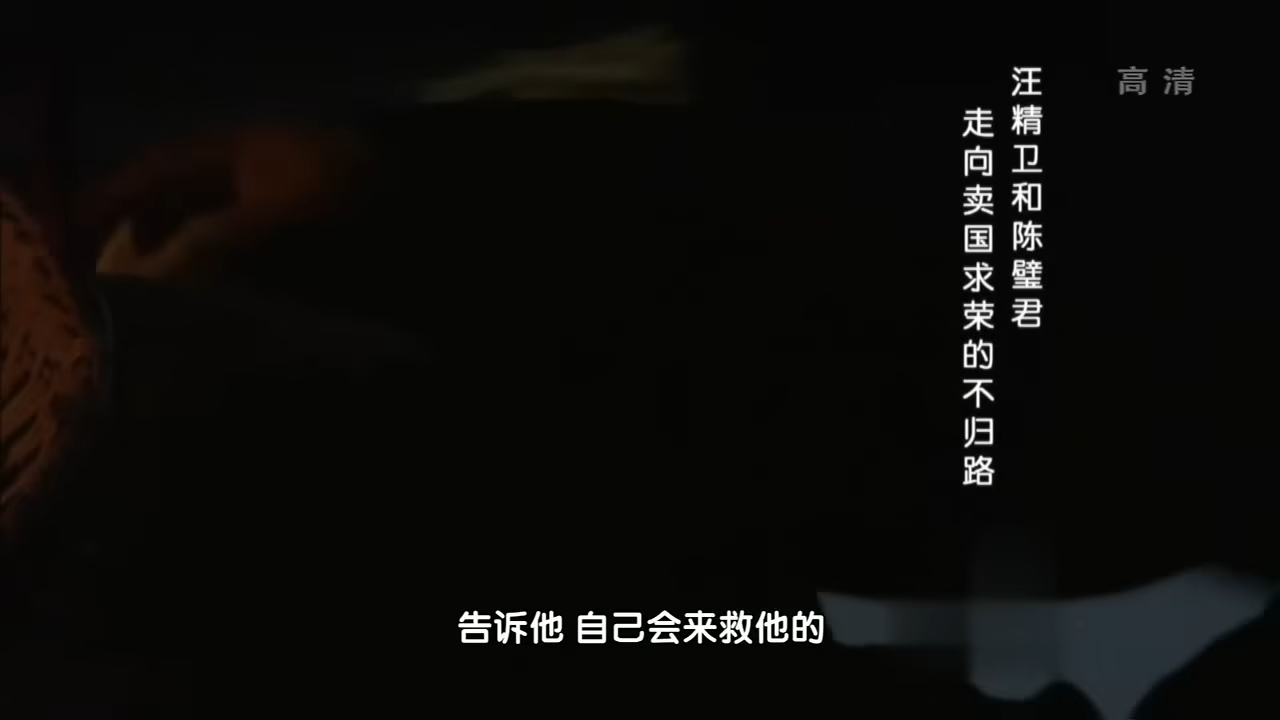 高清
汪精卫和陈璧君
走向卖国求荣的不归路
告诉他 自己会来救他的